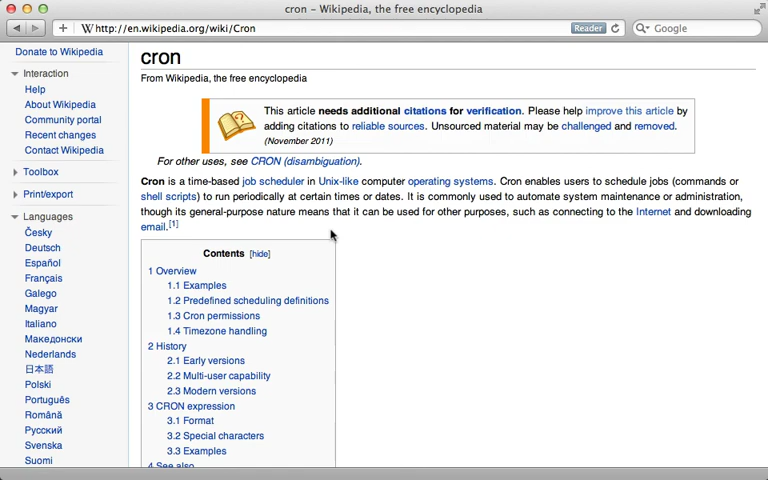 cron – Wikipedia, the free encyclopedia
http://en.wikipedia.org/wiki/Cron
Reader
Google
Donate to Wikipedia
Interaction
Help
About Wikipedia
Community portal
Recent changes
Contact Wikipedia
Toolbox
Print/export
Languages
Česky
Deutsch
Español
Français
Galego
Magyar
Italiano
Македонски
Nederlands
日本語
Polski
Português
Română
Русский
Svenska
Suomi
cron
From Wikipedia, the free encyclopedia
This article needs additional citations for verification. Please help improve this article by
adding citations to reliable sources. Unsourced material may be challenged and removed.
(November 2011)
For other uses, see CRON (disambiguation).
Cron is a time-based job scheduler in Unix-like computer operating systems. Cron enables users to schedule jobs (commands or
shell scripts) to run periodically at certain times or dates. It is commonly used to automate system maintenance or administration,
though its general-purpose nature means that it can be used for other purposes, such as connecting to the Internet and downloading
email.[1]
Contents [hide]
1 Overview
1.1 Examples
1.2 Predefined scheduling definitions
1.3 Cron permissions
1.4 Timezone handling
2 History
2.1 Early versions
2.2 Multi-user capability
2.3 Modern versions
3 CRON expression
3.1 Format
3.2 Special characters
3.3 Examples
4 See also